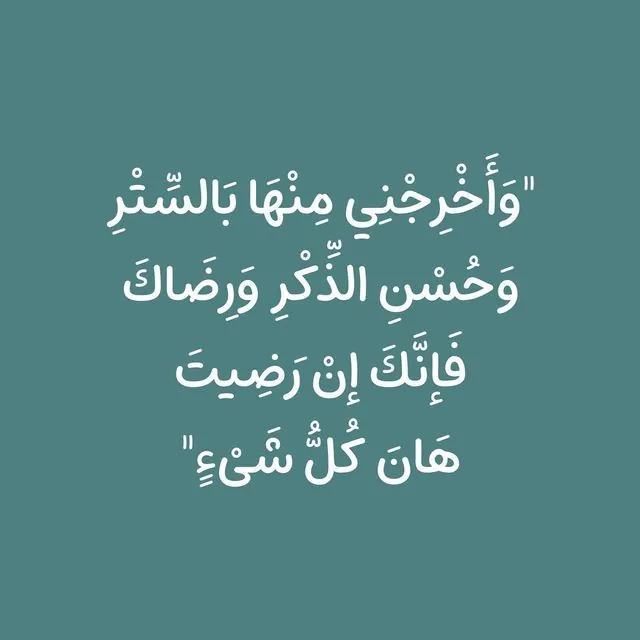 "وَأَخْرِجْنِي مِنْهَا بَالسِّتْرِ
وَحُسْنِ الذِّكْرِ وَرِضَاكَ
فَإِنَّكَ إِنْ رَضِيتَ
هَانَ كُلُّ شَىْءٍ"